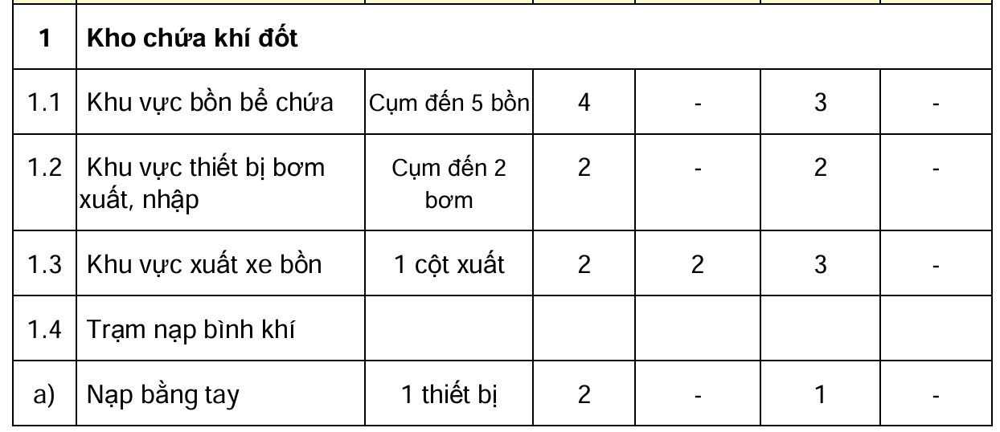 1 Kho chứa khí đốt
1.1 Khu vực bồn bể chứa Cụm đến 5 bồn 4 - 3 -
1.2 Khu vực thiết bị bơm Cụm đến 2 2 - 2 -
xuất, nhập bơm
1.3 Khu vực xuất xe bồn 1 cột xuất 2 2 3 -
1.4 Trạm nạp bình khí
a) Nạp bằng tay 1 thiết bị 2 - 1 -